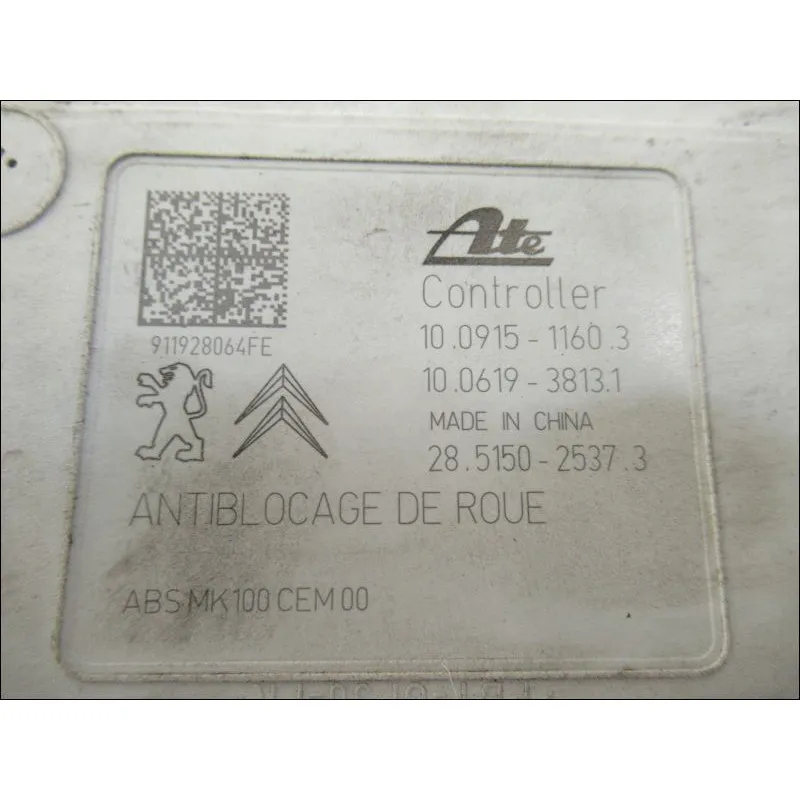 Ate
Controller
10.0915-1160.3
911928064FE
10.0619-3813.1
MADE IN CHINA
28.5150-2537.3
ANTIBLOCAGE DE ROUE
ABS MK100 CEM 00